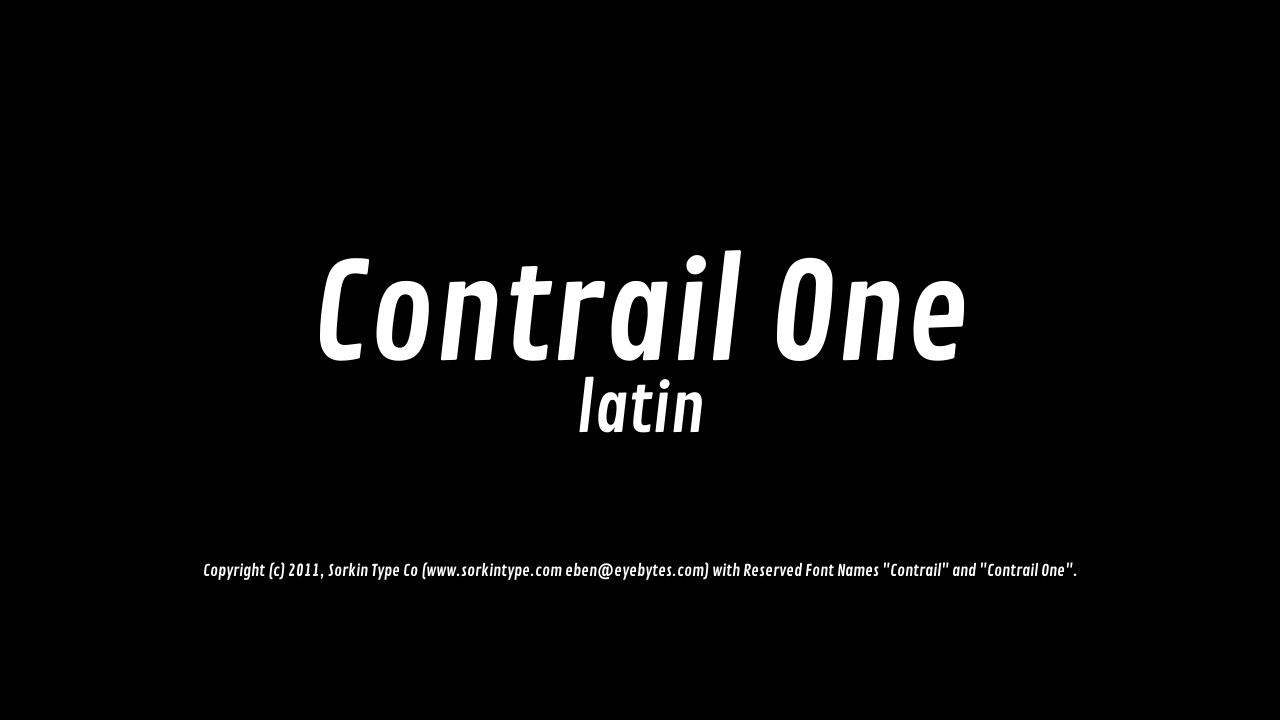 Contrail One
latin
Copyright (c) 2011, Sorkin Type Co (www.sorkintype.com eben@eyebytes.com) with Reserved Font Names "Contrail" and "Contrail One".